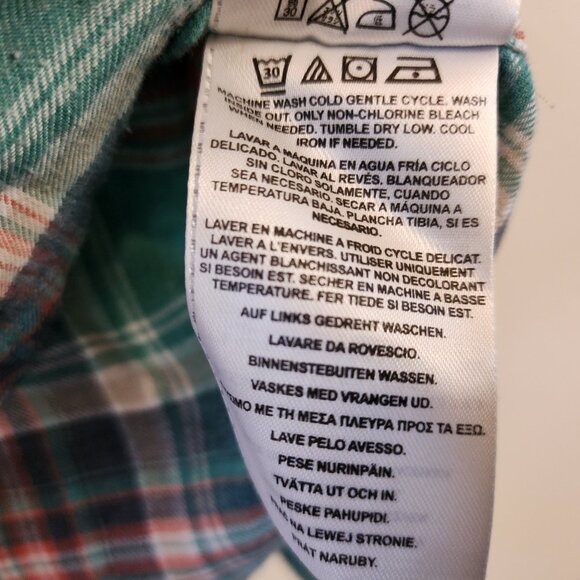 30
30
MACHINE WASH COLD GENTLE CYCLE. WASH
INSIDE OUT. ONLY NON-CHLORINE BLEACH
WHEN NEEDED. TUMBLE DRY LOW. COOL
IRON IF NEEDED.
LAVAR A MAQUINA EN AGUA FRÍA CICLO
DELICADO. LAVAR AL REVÉS. BLANQUEADOR
SIN CLORO SOLAMENTE, CUANDO
SEA NECESARIO. SECAR A MÁQUINA A
TEMPERATURA BAJA. PLANCHA TIBIA, SI ES
NECESARIO.
LAVER EN MACHINE A FROID CYCLE DELICAT.
LAVER A L'ENVERS. UTILISER UNIQUEMENT
UN AGENT BLANCHISSANT NON DECOLORANT
SI BESOIN EST. SECHER EN MACHINE A BASSE
TEMPERATURE. FER TIEDE SI BESOIN EST.
AUF LINKS GEDREHT WASCHEN.
LAVARE DA ROVESCIO.
BINNENSTEBUITEN WASSEN.
VASKES MED VRANGEN UD.
ΜΕ ΤΗ ΜΕΣΑ ΠΛΕΥΡΑ ΠΡΟΣ ΤΑ ΕΞΩ.
LAVE PELO AVESSO.
PESE NURINPÄIN.
TVÄTTA UT OCH IN.
PESKE PAHUPIDI.
NA LEWEJ STRONIE.
PRÁT NARUBY.